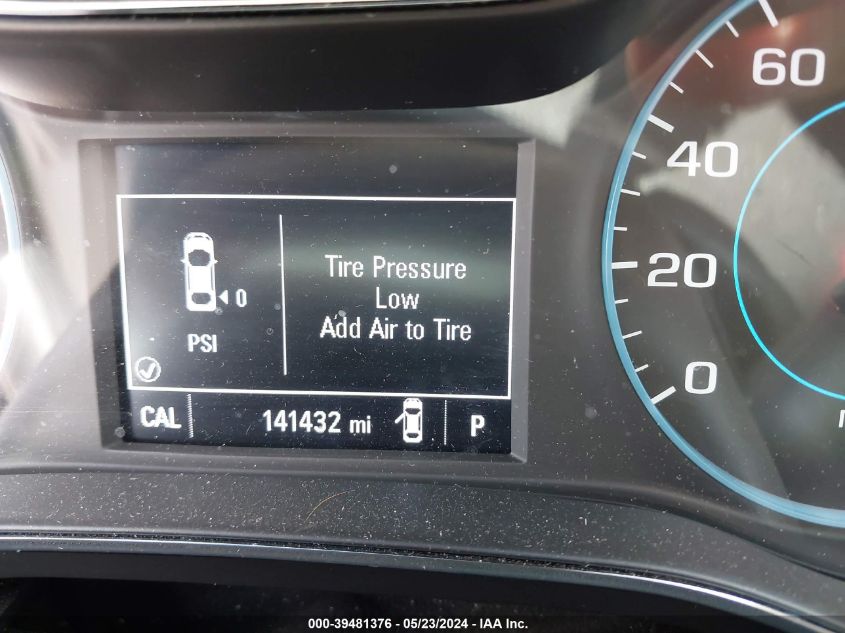 60
40
20
0
0
Tire Pressure
Low
Add Air to Tire
PSI
CAL
141432 mi
P
000-39481376 / 05/23/2024 - IAA Inc.